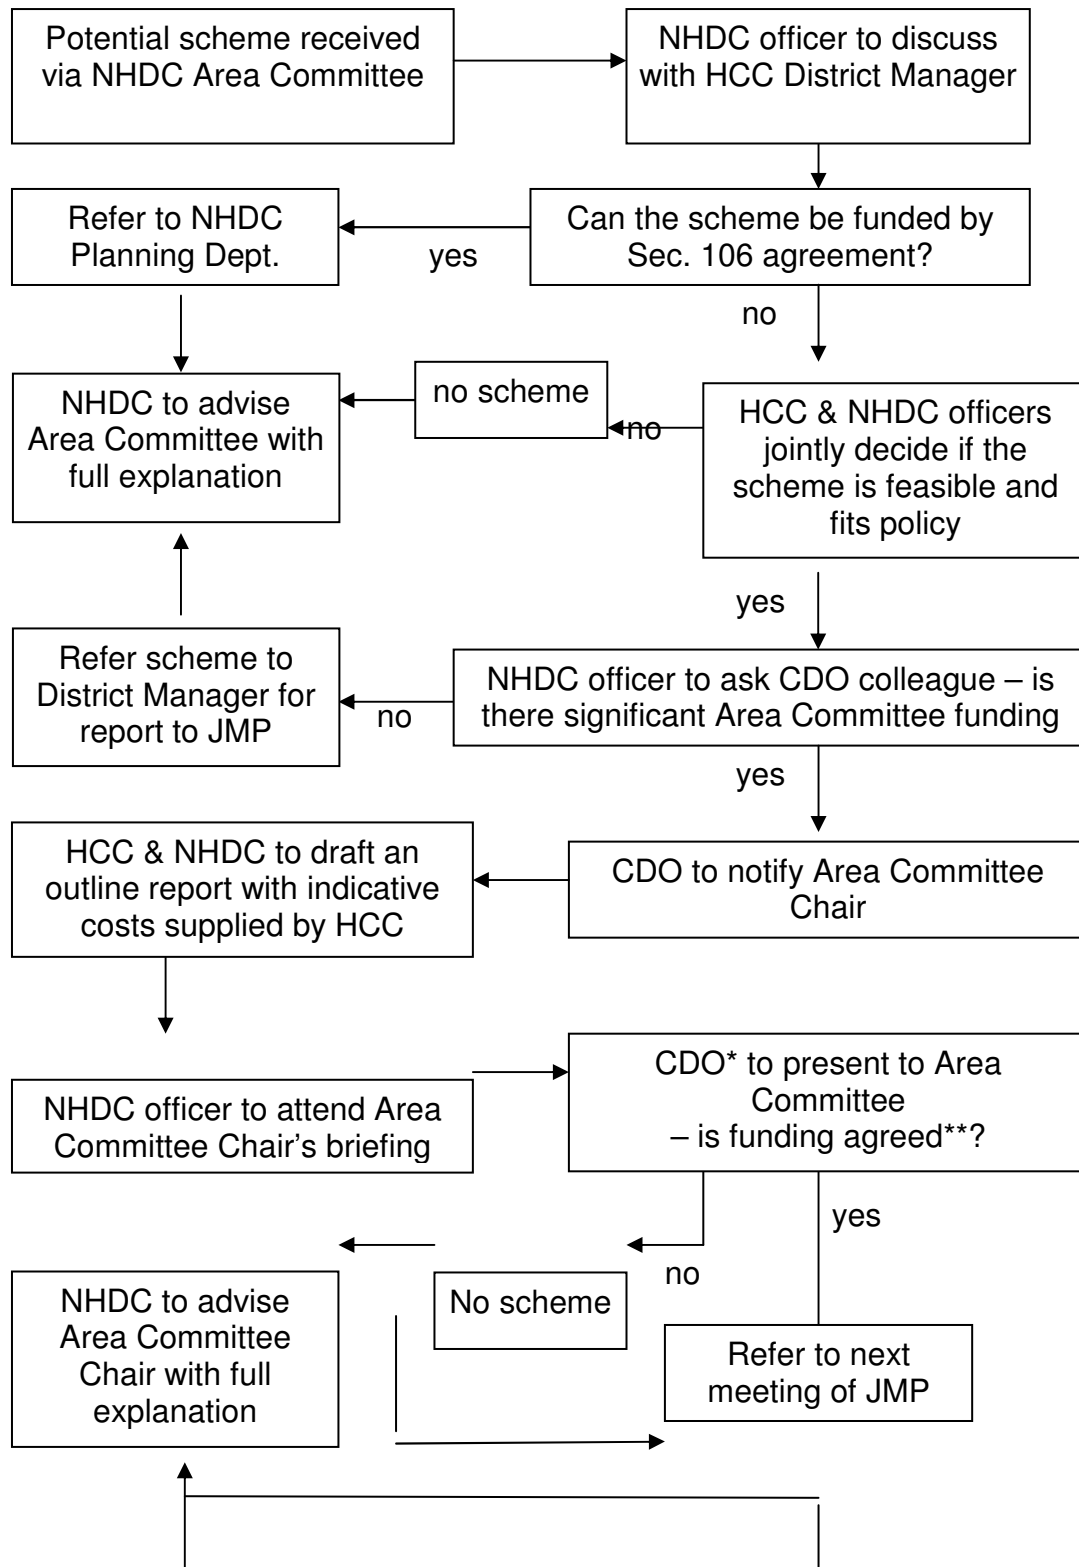 Potential scheme received
via NHDC Area Committee
NHDC officer to discuss
with HCC District Manager
Refer to NHDC
Planning Dept.
yes
Can the scheme be funded by
Sec. 106 agreement?
no
NHDC to advise
Area Committee with
full explanation
no scheme
no
HCC & NHDC officers
jointly decide if the
scheme is feasible and
fits policy
yes
Refer scheme to
District Manager for
report to JMP
no
NHDC officer to ask CDO colleague – is
there significant Area Committee funding
yes
HCC & NHDC to draft an
outline report with indicative
costs supplied by HCC
CDO to notify Area Committee
Chair
NHDC officer to attend Area
Committee Chair's briefing
CDO* to present to Area
Committee
– is funding agreed**?
yes
no
NHDC to advise
Area Committee
Chair with full
explanation
No scheme
Refer to next
meeting of JMP